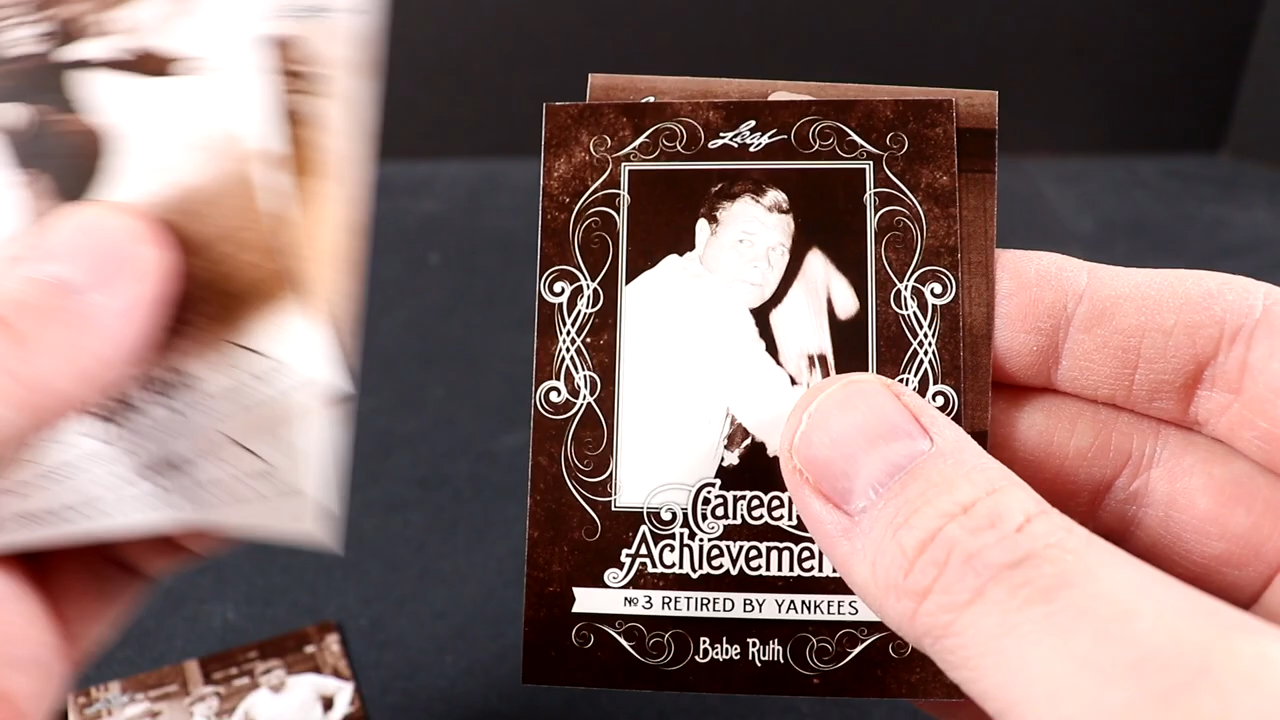 Leaf
Career
Achievemen
№3 RETIRED BY YANKEES
Babe Ruth